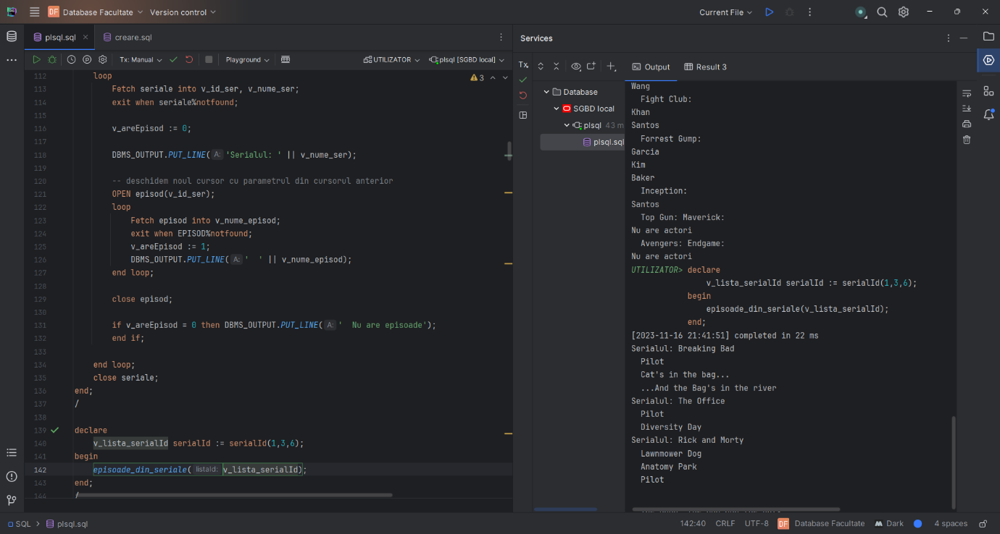 DF Database Facultate Version control Current File
plsql.sql creare.sql
Services
Tx: Manual Playground UTILIZATOR plsql [SGBD local]
3
112 loop
113 Fetch seriale into v_id_ser, v_nume_ser;
114 exit when seriale%notfound;
115
116 v_areEpisod := 0;
117
118 DBMS_OUTPUT.PUT_LINE( A: 'Serialul: ' || v_nume_ser);
119
120 -- deschidem noul cursor cu parametrul din cursorul anterior
121 OPEN episod(v_id_ser);
122 loop
123 Fetch episod into v_nume_episod;
124 exit when EPISOD%notfound;
125 v_areEpisod := 1;
126 DBMS_OUTPUT.PUT_LINE( A: '  ' || v_nume_episod);
127 end loop;
128
129 close episod;
130
131 if v_areEpisod = 0 then DBMS_OUTPUT.PUT_LINE( A: '  Nu are episoade');
132 end if;
133
134 end loop;
135 close seriale;
136 end;
137 /
138
139 declare
140 v_lista_serialId serialId := serialId(1,3,6);
141 begin
142 episoade_din_seriale( listaId: v_lista_serialId);
143 end;
144 /
Tx
Database
SGBD local
plsql 43 m
plsql.sql
Output Result 3
Wang
Fight Club:
Khan
Santos
Forrest Gump:
Garcia
Kim
Baker
Inception:
Santos
Top Gun: Maverick:
Nu are actori
Avengers: Endgame:
Nu are actori
UTILIZATOR> declare
v_lista_serialId serialId := serialId(1,3,6);
begin
episoade_din_seriale(v_lista_serialId);
end;
[2023-11-16 21:41:51] completed in 22 ms
Serialul: Breaking Bad
Pilot
Cat's in the bag...
...And the Bag's in the river
Serialul: The Office
Pilot
Diversity Day
Serialul: Rick and Morty
Lawnmower Dog
Anatomy Park
Pilot
SQL plsql.sql
142:40 CRLF UTF-8 DF Database Facultate Dark 4 spaces